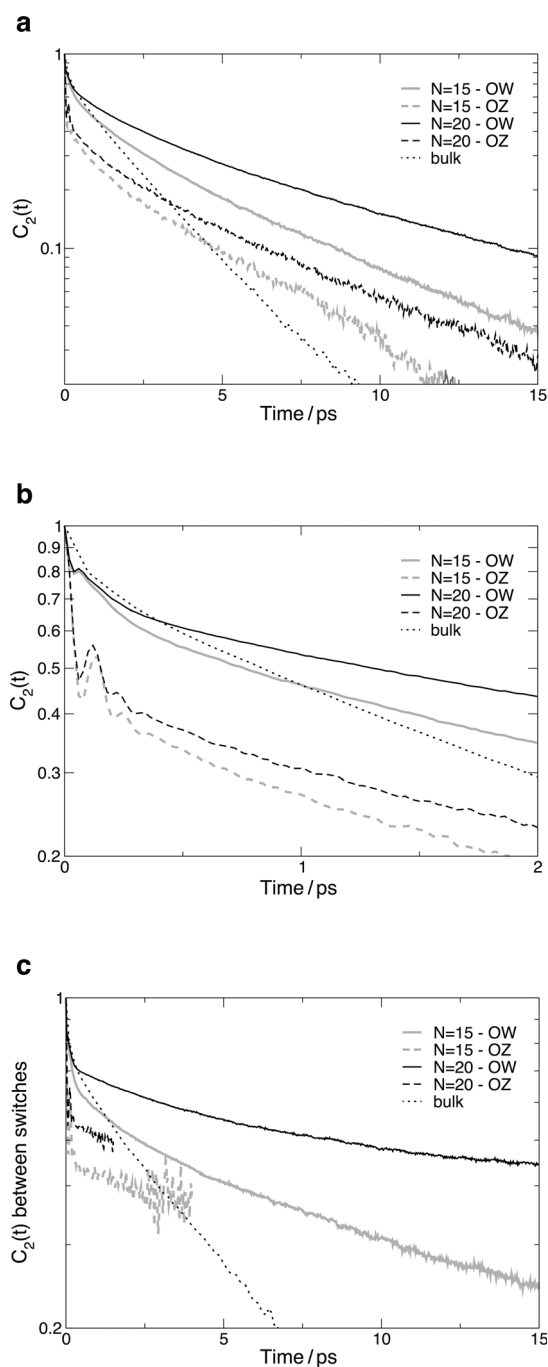 a
1
N=15 - OW
N=15 - OZ
N=20 - OW
N=20 - OZ
bulk
C2(t)
0.1
0
5
10
15
Time / ps
b
1
0.9
0.8
0.7
0.6
0.5
0.4
0.3
0.2
N=15 - OW
N=15 - OZ
N=20 - OW
N=20 - OZ
bulk
C2(t)
0
1
2
Time / ps
c
1
N=15 - OW
N=15 - OZ
N=20 - OW
N=20 - OZ
bulk
C2(t) between switches
0.2
0
5
10
15
Time / ps